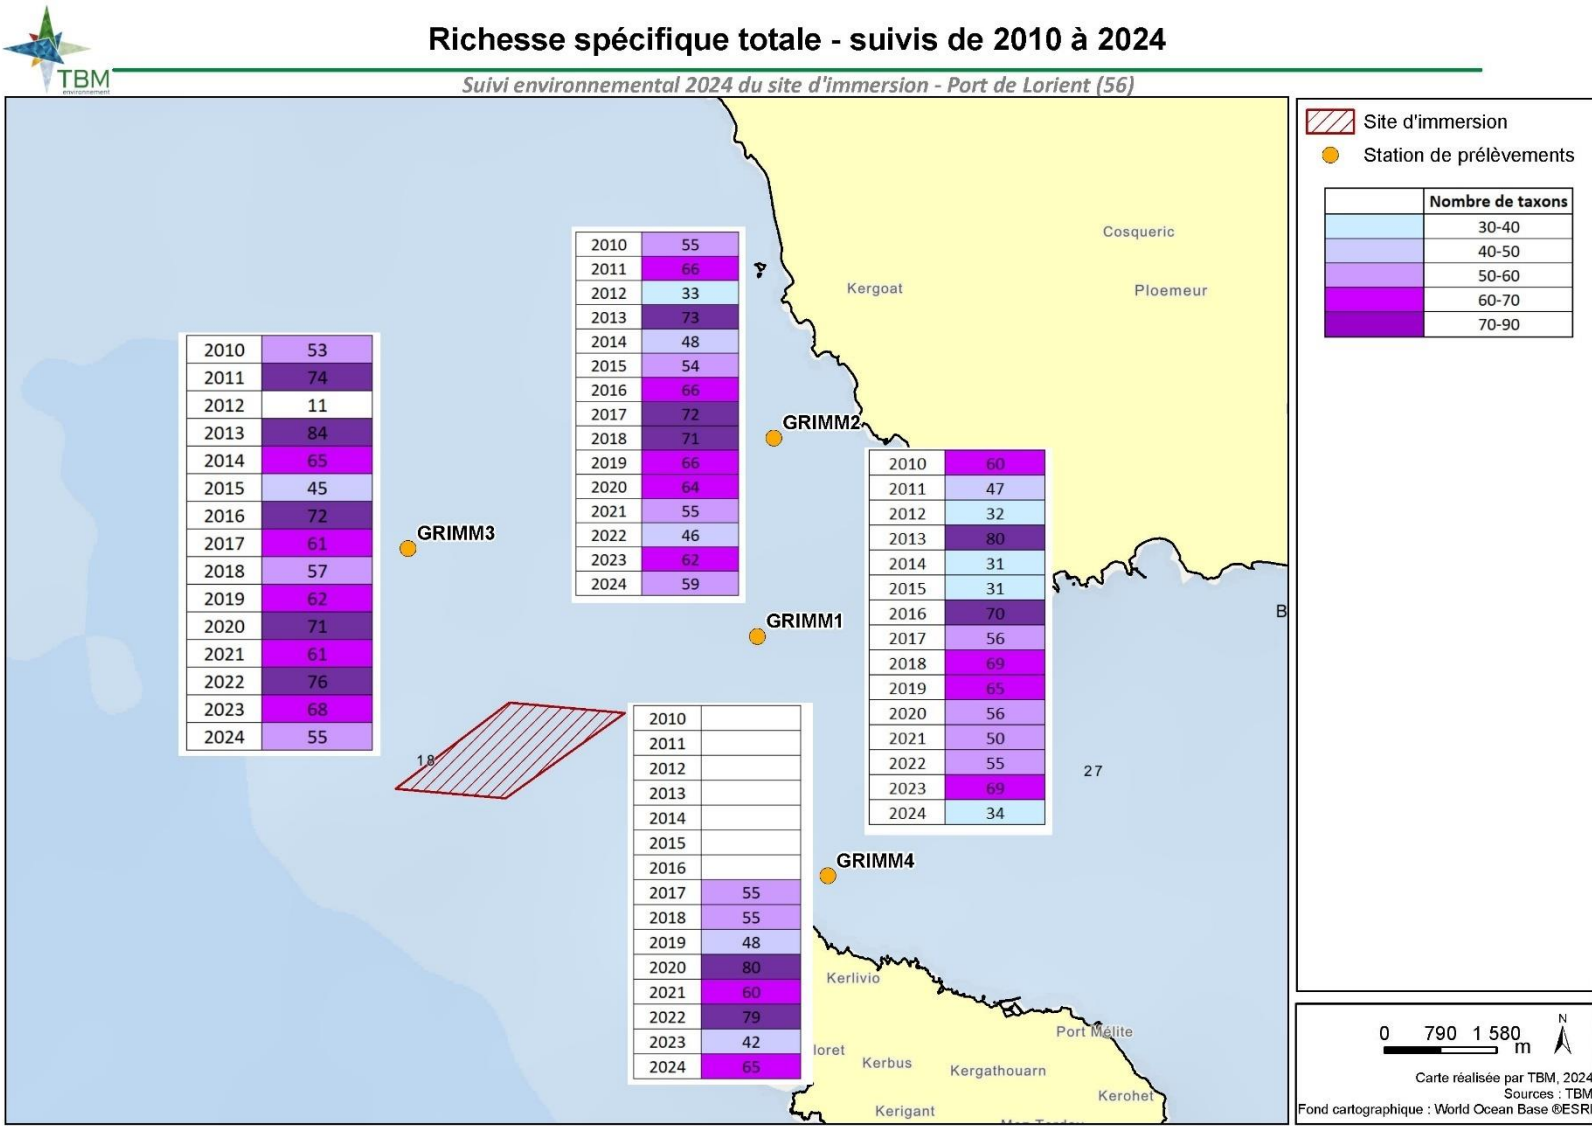 Richesse spécifique totale - suivis de 2010 à 2024
TBM
environnement
Suivi environnemental 2024 du site d'immersion - Port de Lorient (56)
Site d'immersion
Station de prélèvements
Nombre de taxons
30-40
40-50
50-60
60-70
70-90
Cosqueric
Kergoat
Ploemeur
2010 55
2011 66
2012 33
2013 73
2014 48
2015 54
2016 66
2017 72
2018 71
2019 66
2020 64
2021 55
2022 46
2023 62
2024 59
GRIMM2
2010 53
2011 74
2012 11
2013 84
2014 65
2015 45
2016 72
2017 61
2018 57
2019 62
2020 71
2021 61
2022 76
2023 68
2024 55
GRIMM3
2010 60
2011 47
2012 32
2013 80
2014 31
2015 31
2016 70
2017 56
2018 69
2019 65
2020 56
2021 50
2022 55
2023 69
2024 34
GRIMM1
B
18
27
2010
2011
2012
2013
2014
2015
2016
2017 55
2018 55
2019 48
2020 80
2021 60
2022 79
2023 42
2024 65
GRIMM4
Kerlivio
Port Mélite
loret
Kerbus
Kergathouarn
Kerohet
Kerigant
0 790 1 580 m
N
Carte réalisée par TBM, 2024
Sources : TBM
Fond cartographique : World Ocean Base ®ESRI